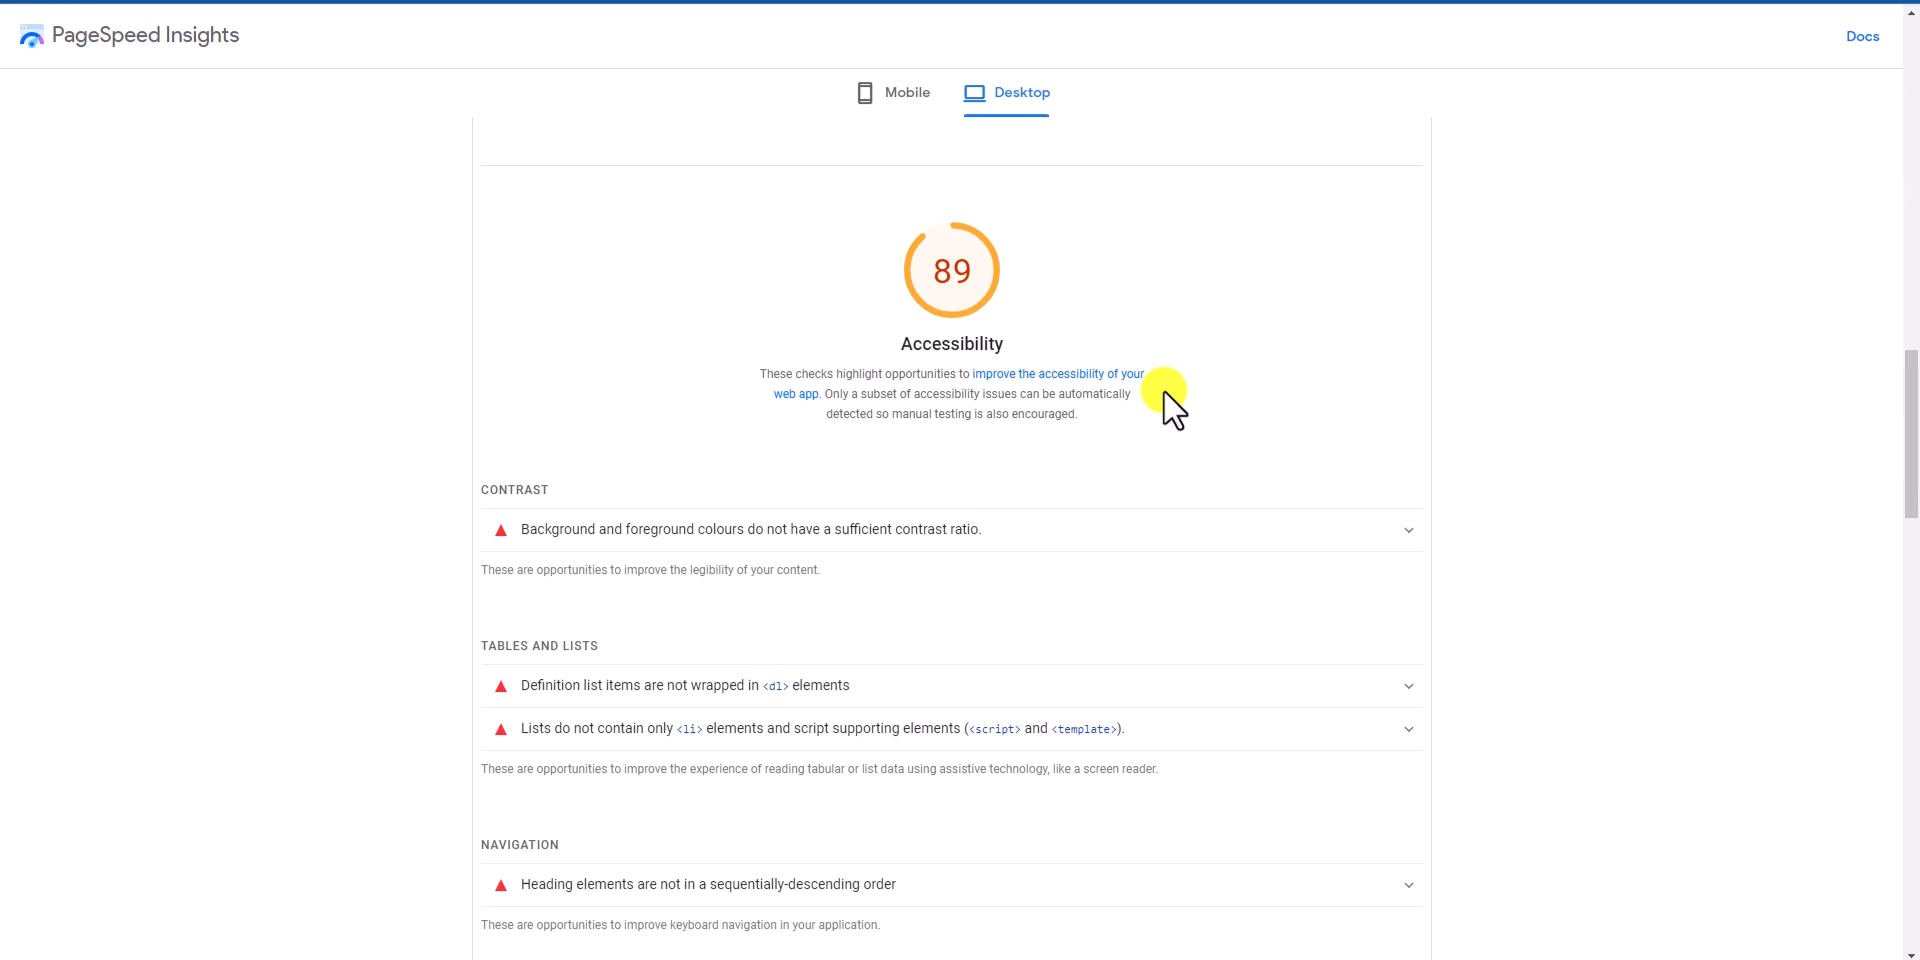 PageSpeed Insights
Docs
Mobile
Desktop
89
Accessibility
These checks highlight opportunities to improve the accessibility of your
web app. Only a subset of accessibility issues can be automatically
detected so manual testing is also encouraged.
CONTRAST
Background and foreground colours do not have a sufficient contrast ratio.
These are opportunities to improve the legibility of your content.
TABLES AND LISTS
Definition list items are not wrapped in <dl> elements
Lists do not contain only <li> elements and script supporting elements (<script> and <template>).
These are opportunities to improve the experience of reading tabular or list data using assistive technology, like a screen reader.
NAVIGATION
Heading elements are not in a sequentially-descending order
These are opportunities to improve keyboard navigation in your application.